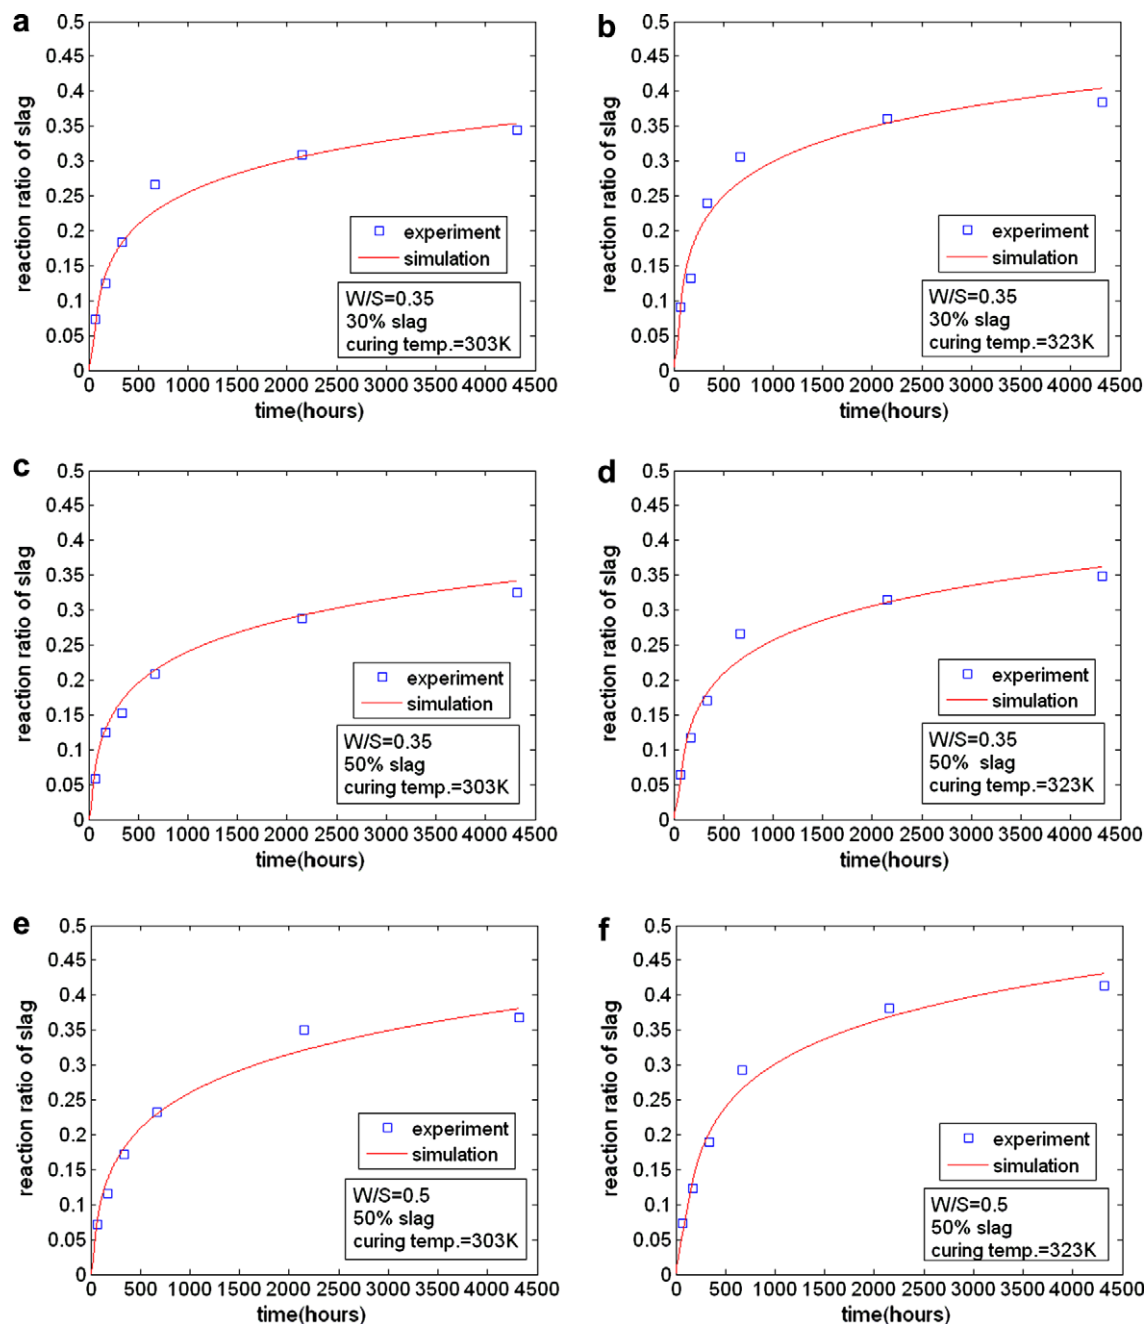 a
0.5
0.45
0.4
0.35
0.3
0.25
0.2
0.15
0.1
0.05
0
reaction ratio of slag
experiment
simulation
W/S=0.35
30% slag
curing temp.=303K
0 500 1000 1500 2000 2500 3000 3500 4000 4500
time(hours)
b
0.5
0.45
0.4
0.35
0.3
0.25
0.2
0.15
0.1
0.05
0
reaction ratio of slag
experiment
simulation
W/S=0.35
30% slag
curing temp.=323K
0 500 1000 1500 2000 2500 3000 3500 4000 4500
time(hours)
c
0.5
0.45
0.4
0.35
0.3
0.25
0.2
0.15
0.1
0.05
0
reaction ratio of slag
experiment
simulation
W/S=0.35
50% slag
curing temp.=303K
0 500 1000 1500 2000 2500 3000 3500 4000 4500
time(hours)
d
0.5
0.45
0.4
0.35
0.3
0.25
0.2
0.15
0.1
0.05
0
reaction ratio of slag
experiment
simulation
W/S=0.35
50% slag
curing temp.=323K
0 500 1000 1500 2000 2500 3000 3500 4000 4500
time(hours)
e
0.5
0.45
0.4
0.35
0.3
0.25
0.2
0.15
0.1
0.05
0
reaction ratio of slag
experiment
simulation
W/S=0.5
50% slag
curing temp.=303K
0 500 1000 1500 2000 2500 3000 3500 4000 4500
time(hours)
f
0.5
0.45
0.4
0.35
0.3
0.25
0.2
0.15
0.1
0.05
0
reaction ratio of slag
experiment
simulation
W/S=0.5
50% slag
curing temp.=323K
0 500 1000 1500 2000 2500 3000 3500 4000 4500
time(hours)